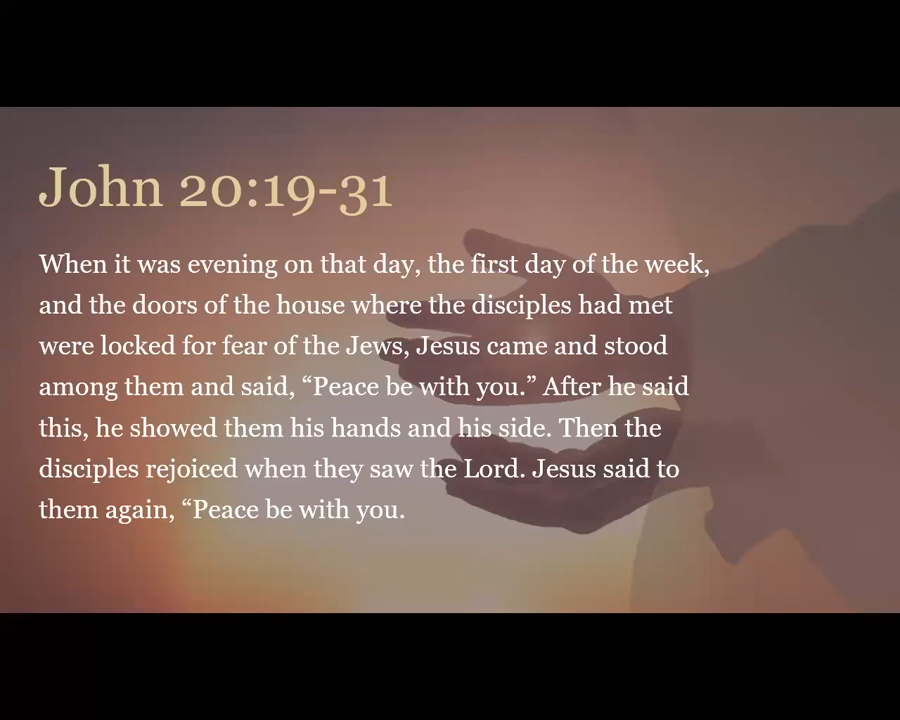 John 20:19-31
When it was evening on that day, the first day of the week,
and the doors of the house where the disciples had met
were locked for fear of the Jews, Jesus came and stood
among them and said, “Peace be with you.” After he said
this, he showed them his hands and his side. Then the
disciples rejoiced when they saw the Lord. Jesus said to
them again, “Peace be with you.